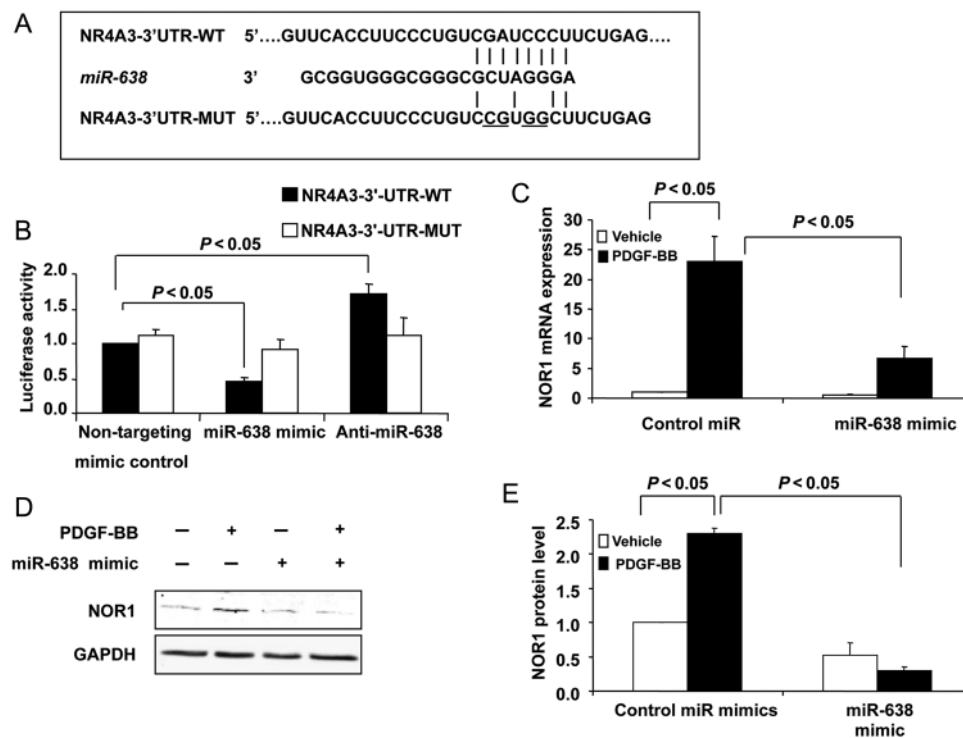 A
NR4A3-3'UTR-WT 5'....GUUCACCUUCCCUGUCGAUCCCUUCUGAG....
miR-638 3' GCGGUGGGCGGGCGCUAGGGA
NR4A3-3'UTR-MUT 5'....GUUCACCUUCCCUGUCCGUGGCUUCUGAG
B
NR4A3-3'-UTR-WT
NR4A3-3'-UTR-MUT
P < 0.05
P < 0.05
Luciferase activity
2.0
1.5
1.0
0.5
0.0
Non-targeting mimic control
miR-638 mimic
Anti-miR-638
C
P < 0.05
P < 0.05
Vehicle
PDGF-BB
NOR1 mRNA expression
30
25
20
15
10
5
0
Control miR
miR-638 mimic
D
PDGF-BB – + – +
miR-638 mimic – – + +
NOR1
GAPDH
E
P < 0.05
P < 0.05
Vehicle
PDGF-BB
NOR1 protein level
2.5
2.0
1.5
1.0
0.5
0.0
Control miR mimics
miR-638
mimic